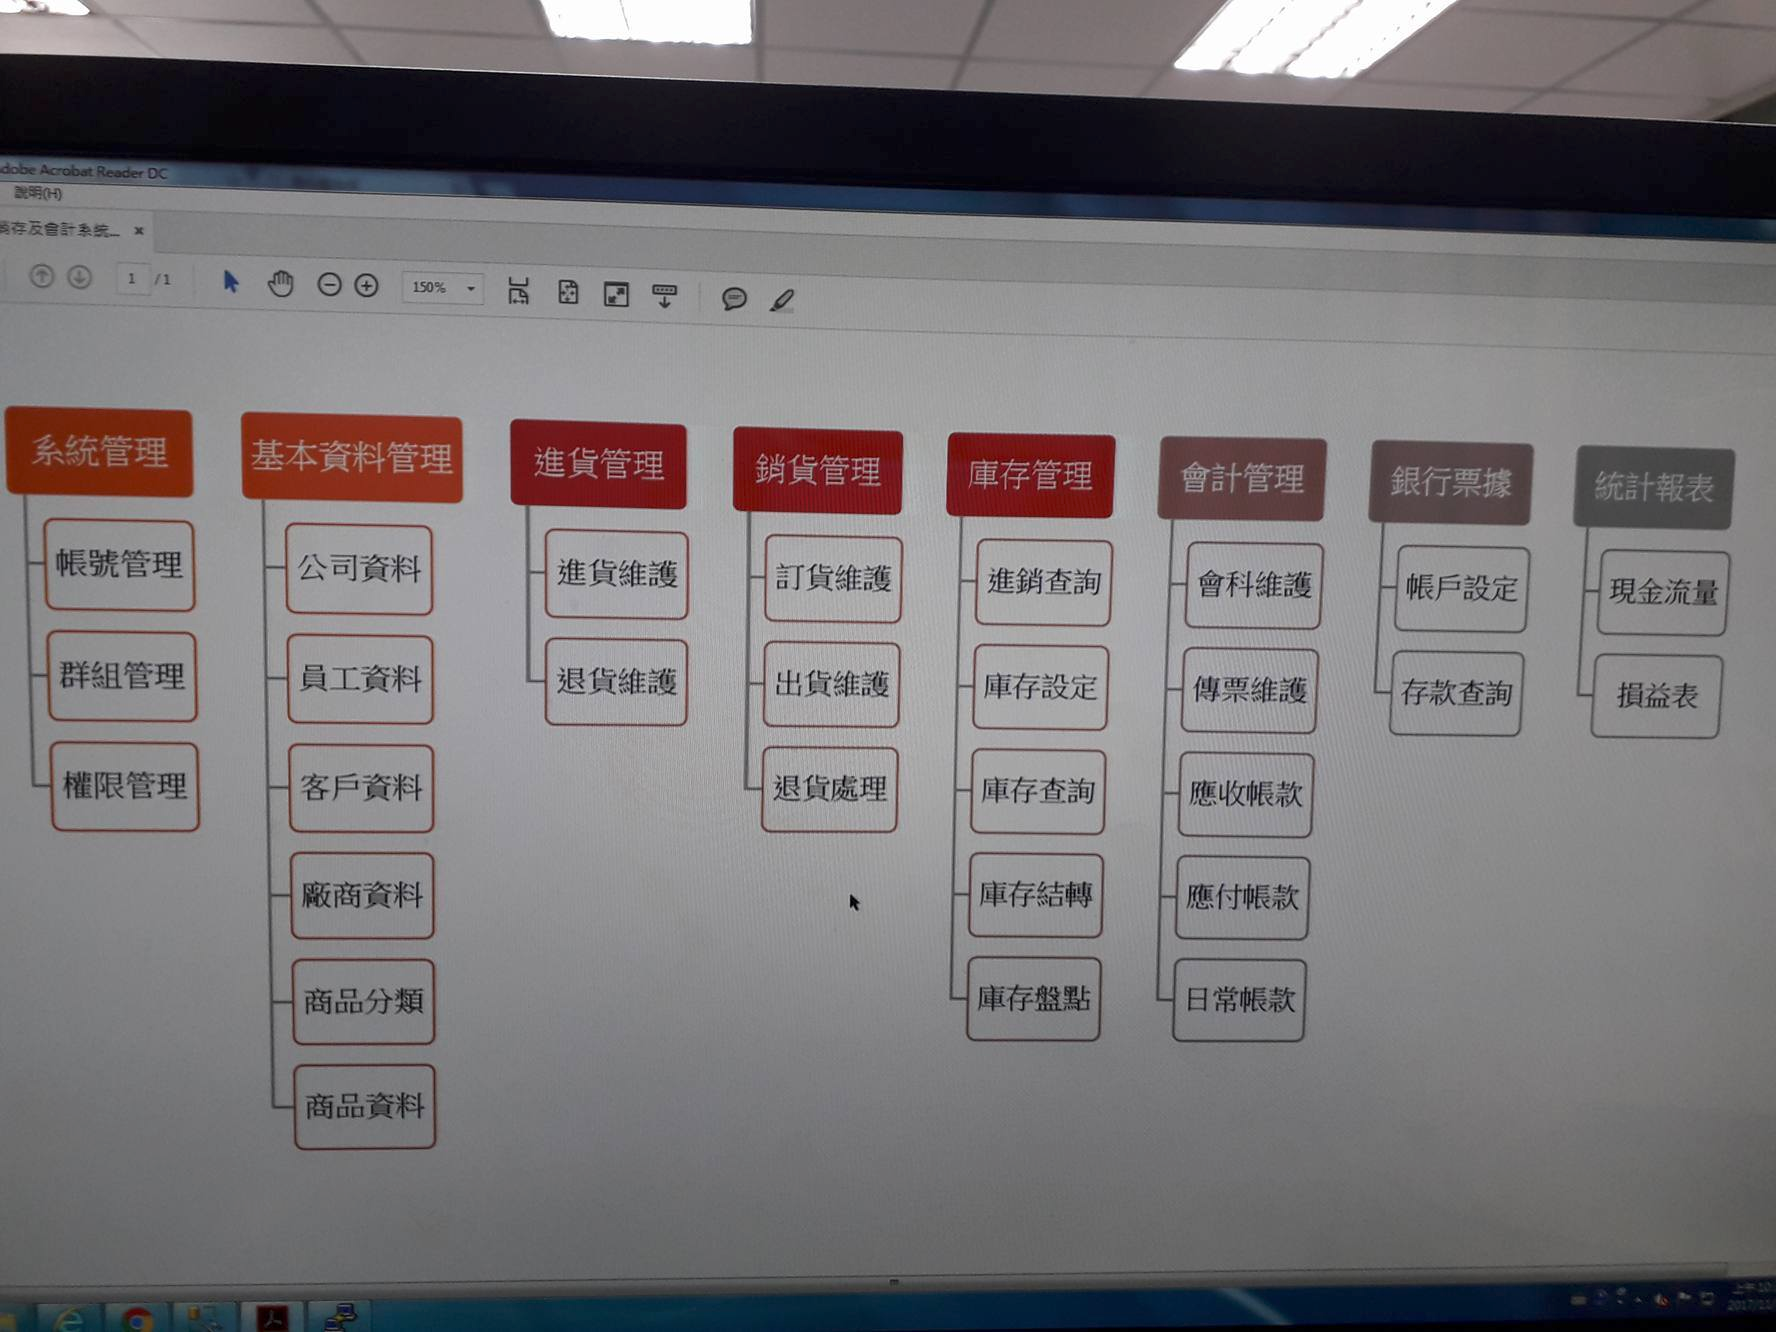 Adobe Acrobat Reader DC
說明(H)
銷存及會計系統...
1 / 1
150%
系統管理
帳號管理
群組管理
權限管理
基本資料管理
公司資料
員工資料
客戶資料
廠商資料
商品分類
商品資料
進貨管理
進貨維護
退貨維護
銷貨管理
訂貨維護
出貨維護
退貨處理
庫存管理
進銷查詢
庫存設定
庫存查詢
庫存結轉
庫存盤點
會計管理
會科維護
傳票維護
應收帳款
應付帳款
日常帳款
銀行票據
帳戶設定
存款查詢
統計報表
現金流量
損益表